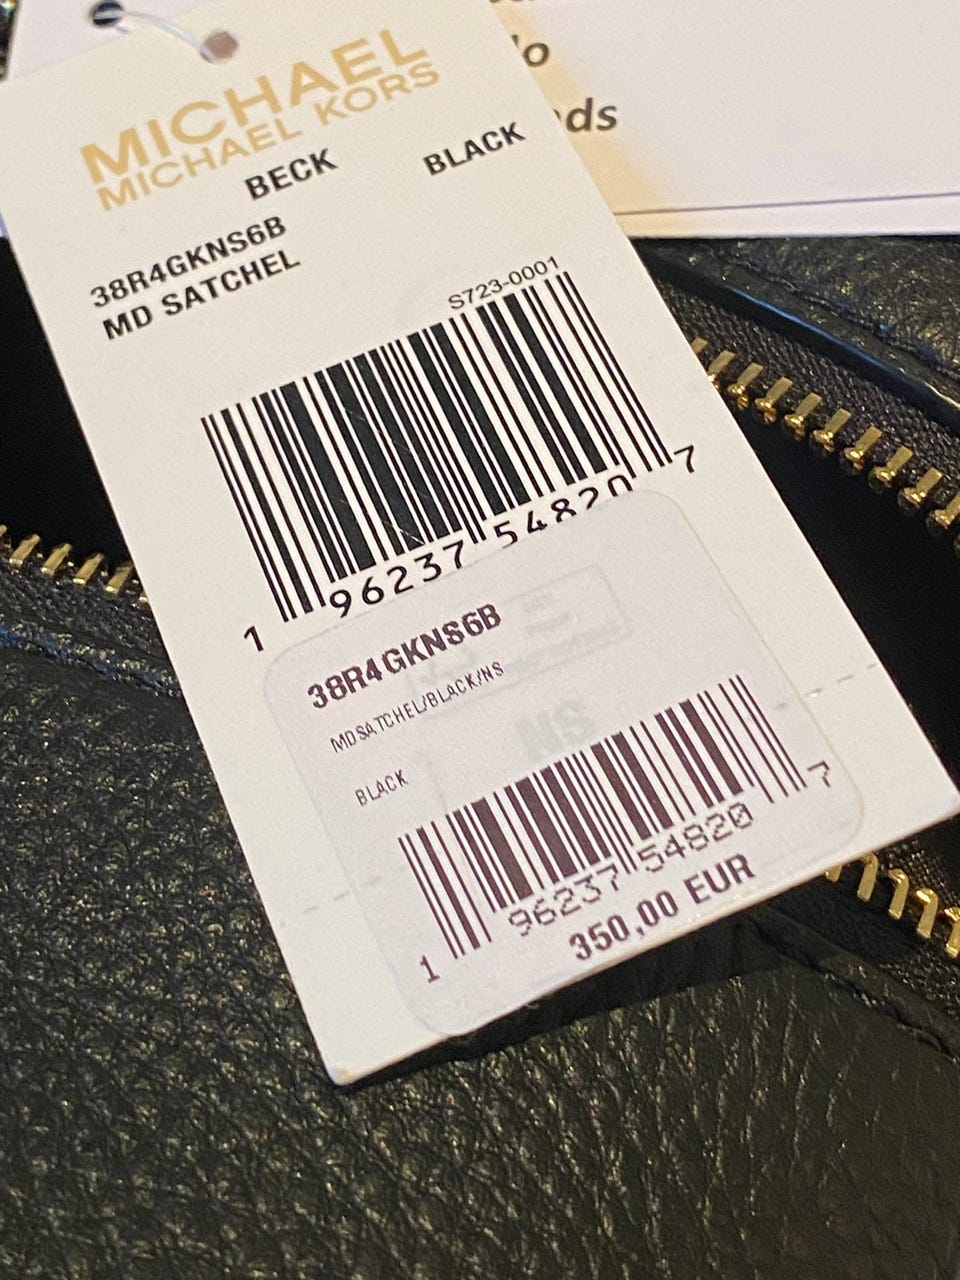 MICHAEL
MICHAEL KORS
BECK BLACK
38R4GKNS6B
MD SATCHEL
S723-0001
1 96237 54820 7
38R4GKNS6B
MDSATCHEL/BLACK/NS
NS
BLACK
1 96237 54820 7
350,00 EUR